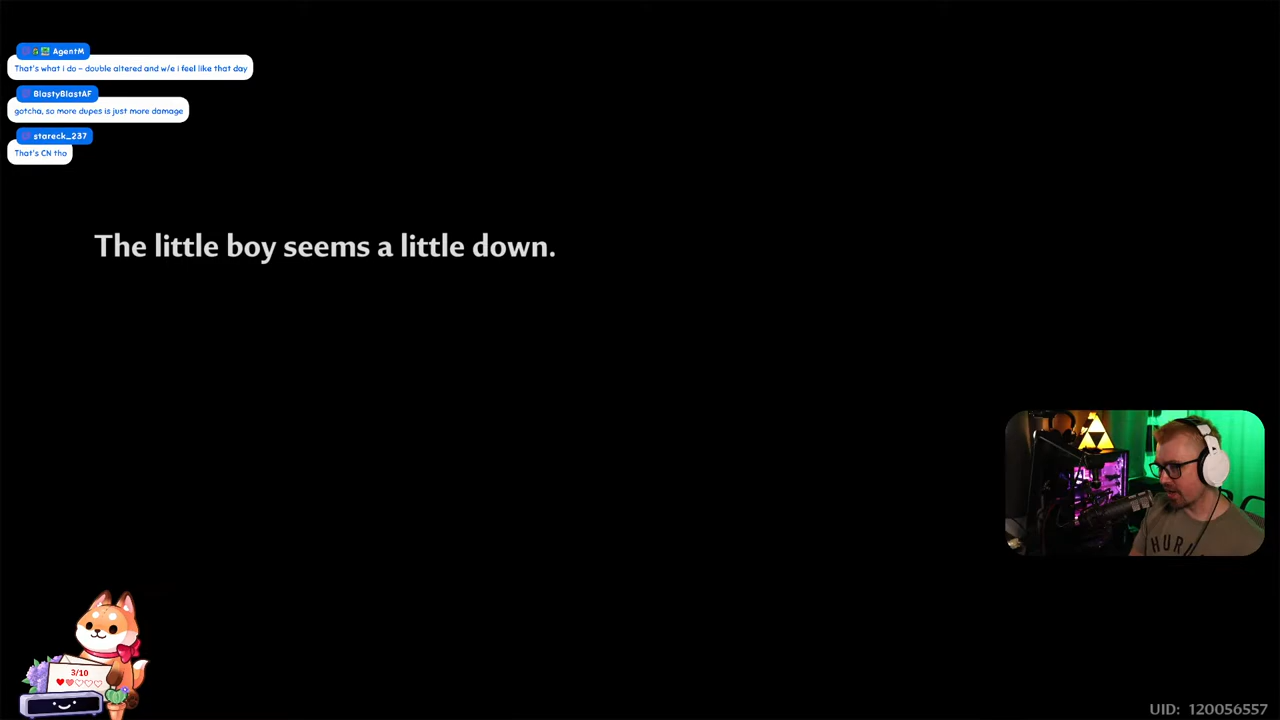 AgentM
That's what i do - double altered and w/e i feel like that day
BlastyBlastAF
gotcha, so more dupes is just more damage
stareck_237
That's CN tho
The little boy seems a little down.
HURL
3/10
UID: 120056557